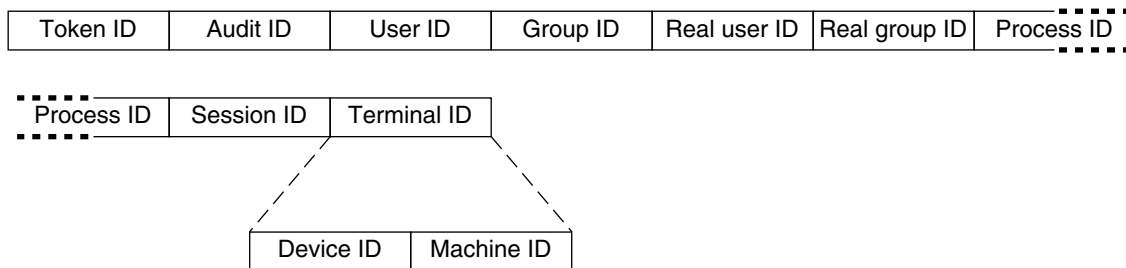 Token ID Audit ID User ID Group ID Real user ID Real group ID Process ID
Process ID Session ID Terminal ID
Device ID Machine ID